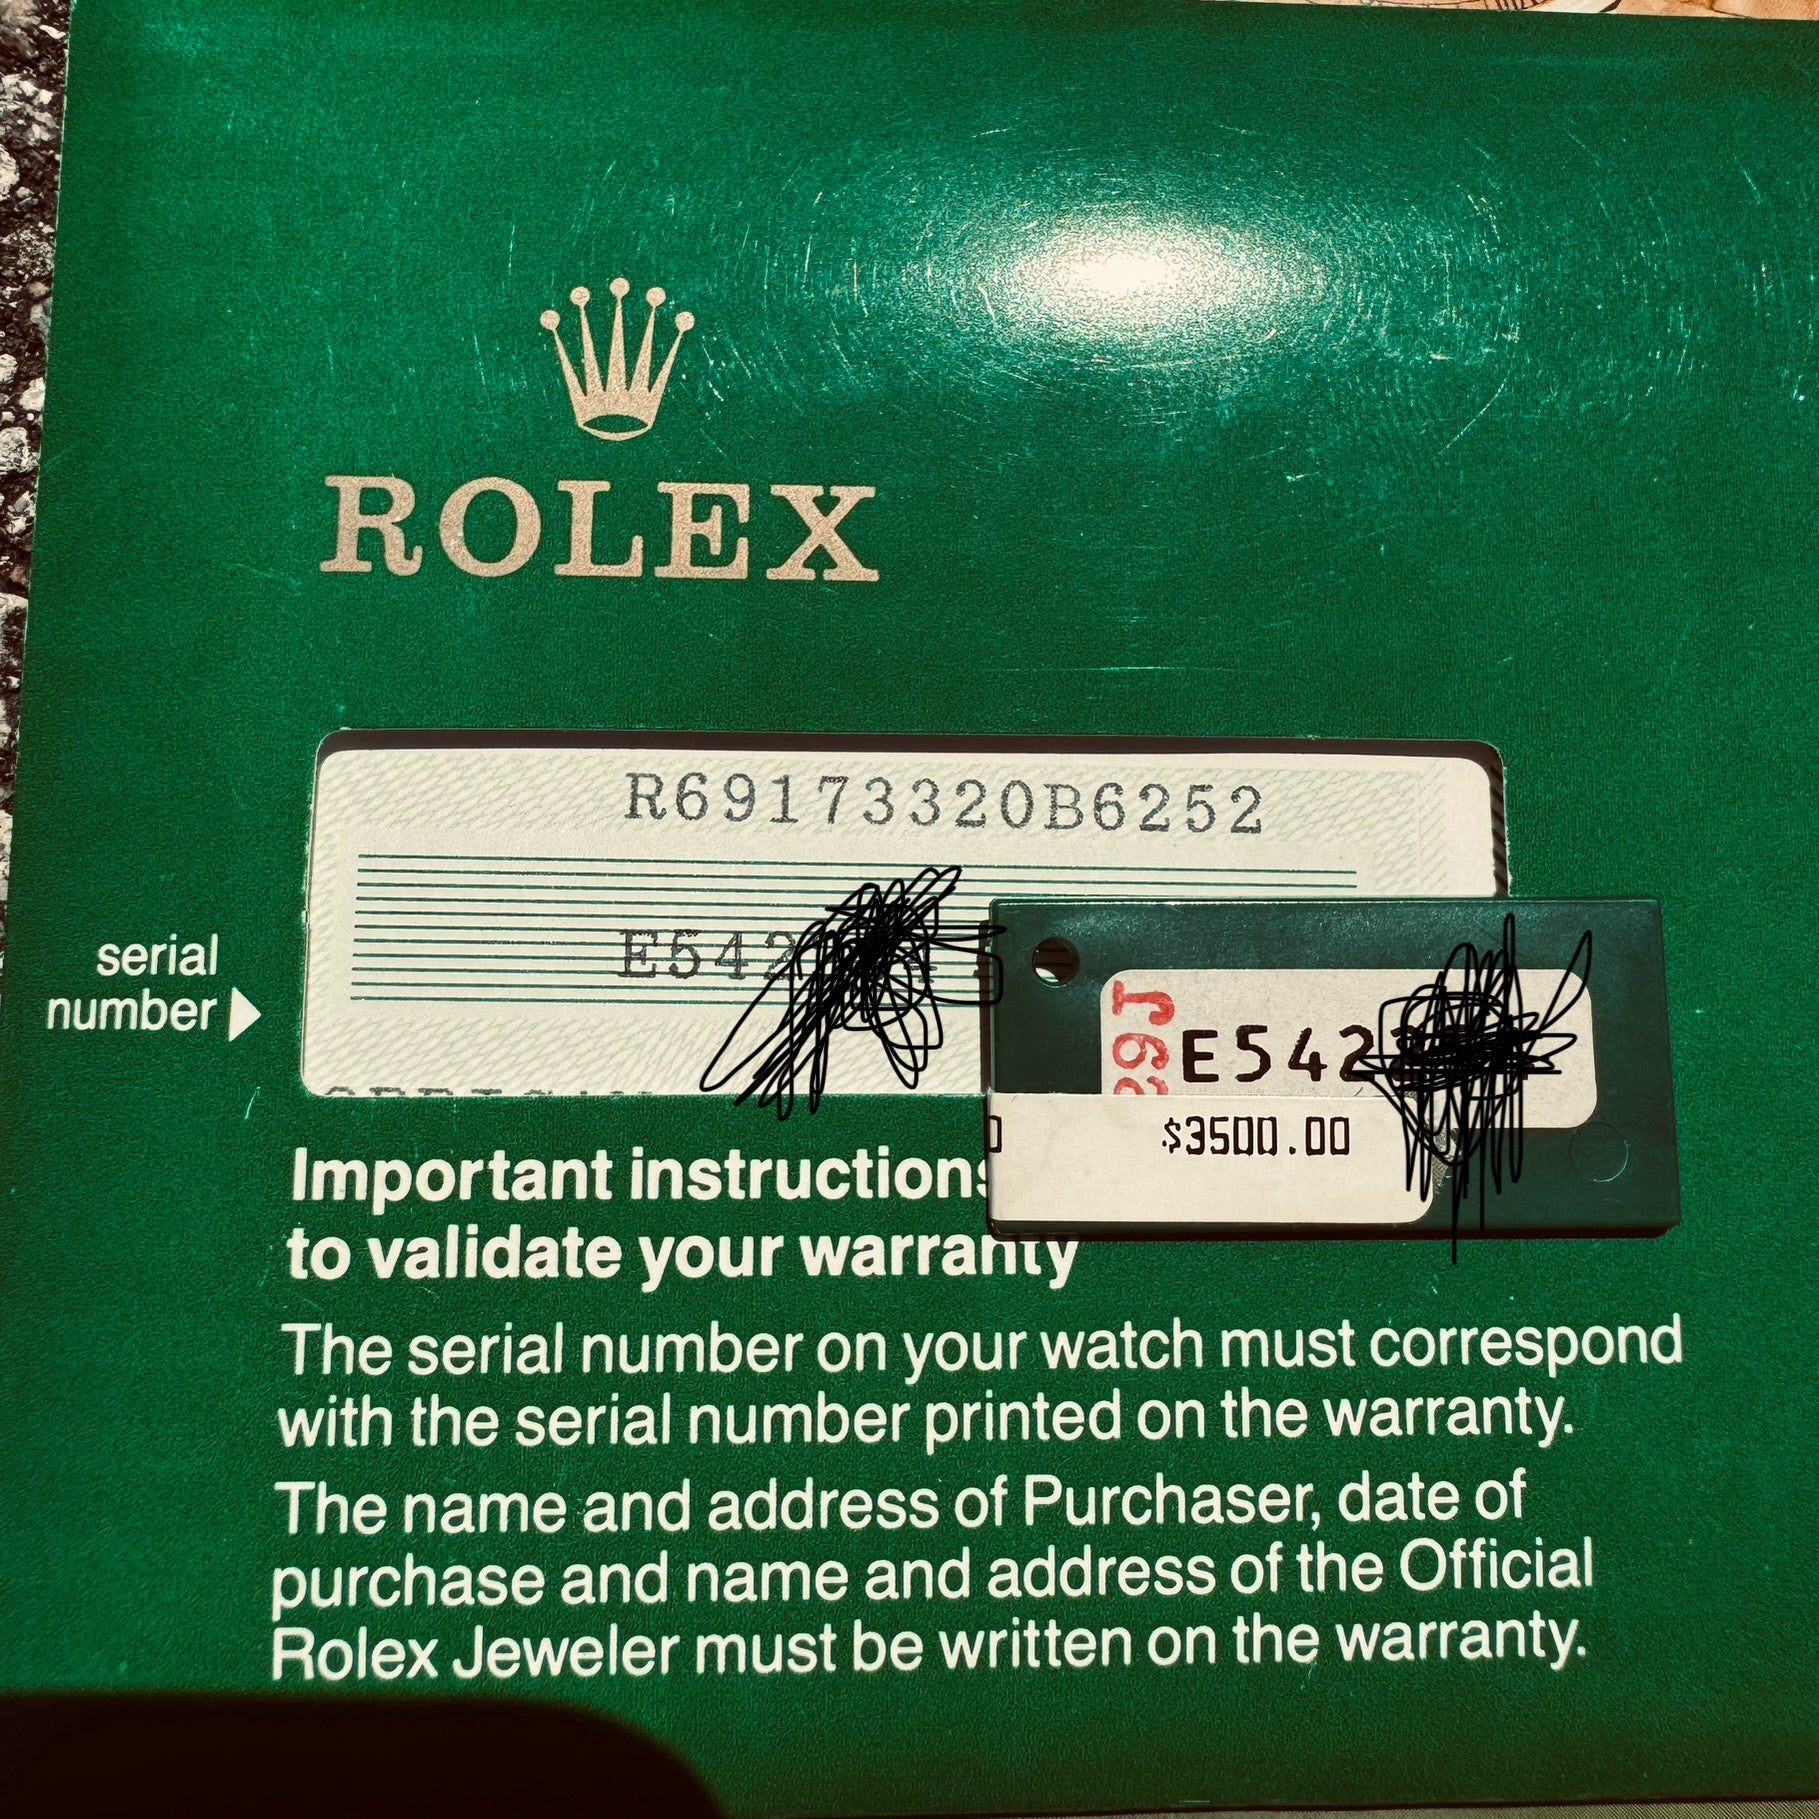 ROLEX
R69173320B6252
serial
number
E542
29J
E542
$3500.00
Important instructions
to validate your warranty
The serial number on your watch must correspond
with the serial number printed on the warranty.
The name and address of Purchaser, date of
purchase and name and address of the Official
Rolex Jeweler must be written on the warranty.